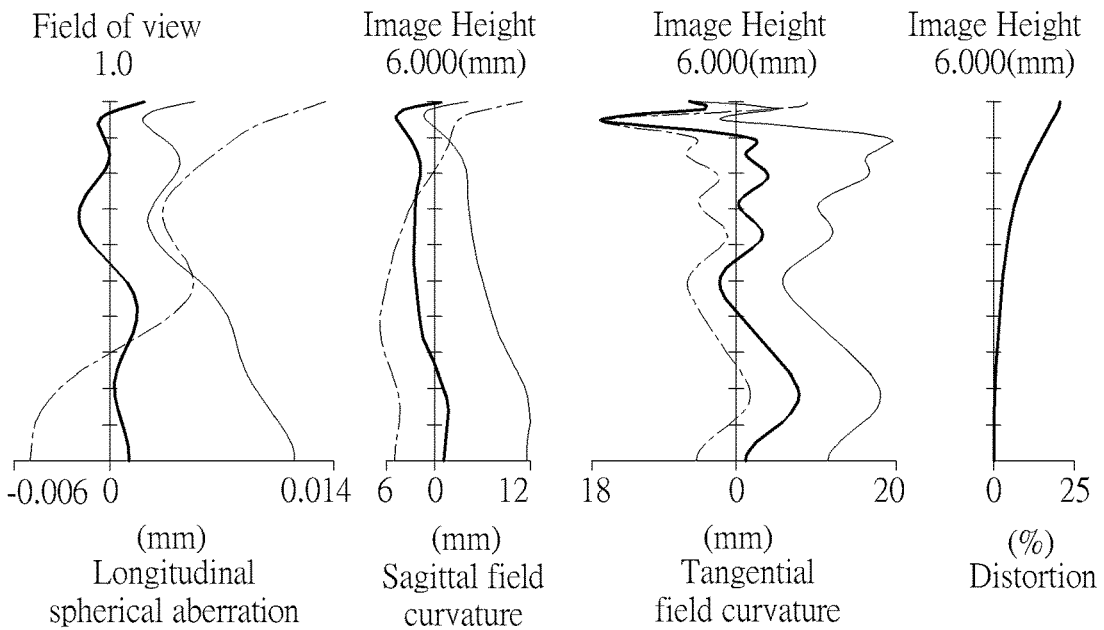 Field of view
1.0
-0.006 0 0.014
(mm)
Longitudinal
spherical aberration
Image Height
6.000(mm)
6 0 12
(mm)
Sagittal field
curvature
Image Height
6.000(mm)
18 0 20
(mm)
Tangential
field curvature
Image Height
6.000(mm)
0 25
(%)
Distortion